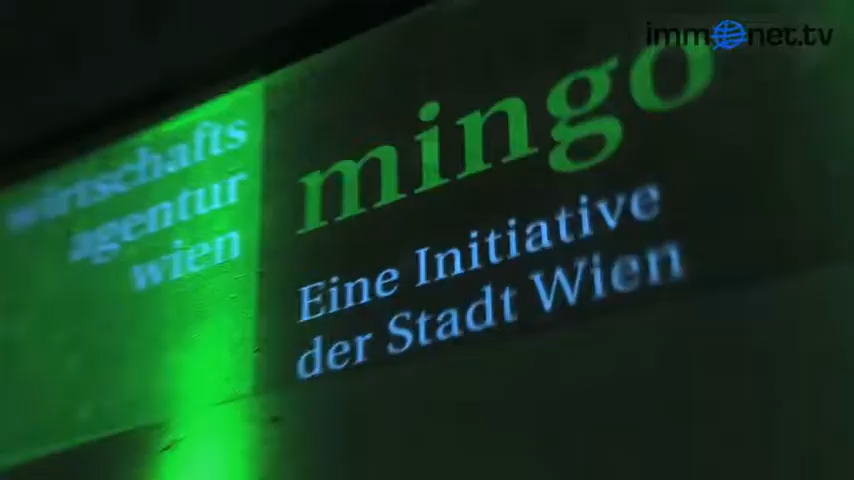 immonet.tv
wirtschafts
agentur
wien
mingo
Eine Initiative
der Stadt Wien